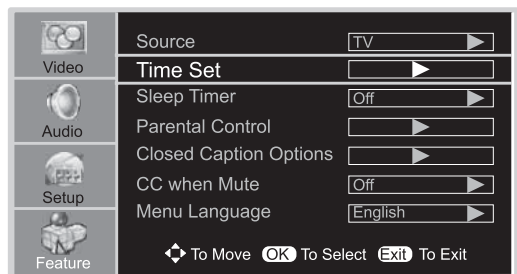 Video
Audio
Setup
Feature
Source TV
Time Set
Sleep Timer Off
Parental Control
Closed Caption Options
CC when Mute Off
Menu Language English
To Move OK To Select Exit To Exit